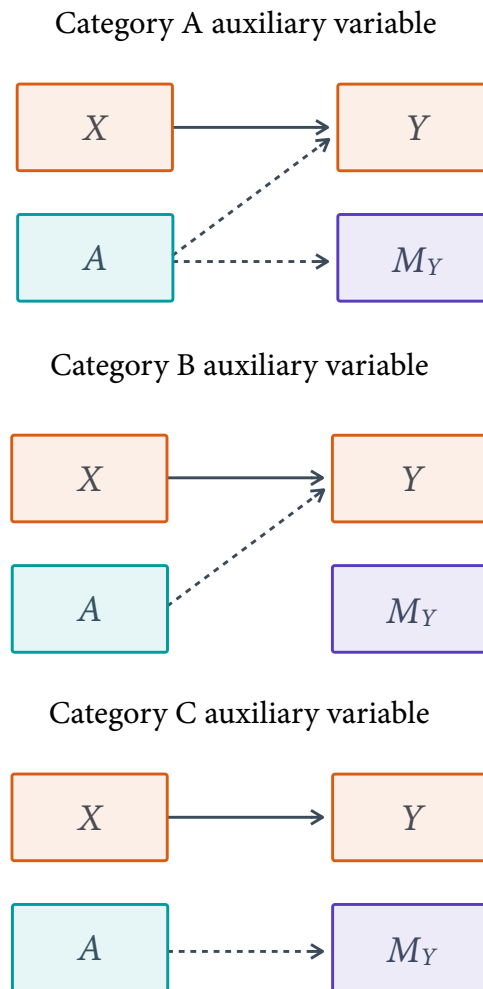 Category A auxiliary variable
X Y
A M_Y
Category B auxiliary variable
X Y
A M_Y
Category C auxiliary variable
X Y
A M_Y